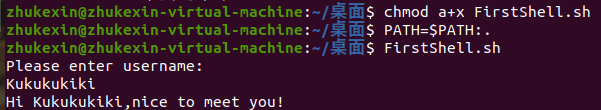 zhukexin@zhukexin-virtual-machine:~/桌面$ chmod a+x FirstShell.sh
zhukexin@zhukexin-virtual-machine:~/桌面$ PATH=$PATH:.
zhukexin@zhukexin-virtual-machine:~/桌面$ FirstShell.sh
Please enter username:
Kukukukiki
Hi Kukukukiki,nice to meet you!